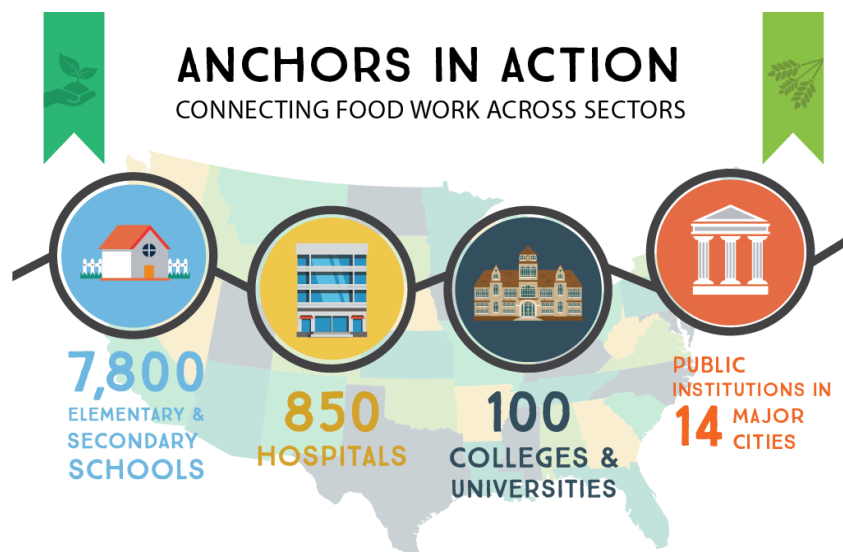 ANCHORS IN ACTION
CONNECTING FOOD WORK ACROSS SECTORS
7,800
ELEMENTARY &
SECONDARY
SCHOOLS
850
HOSPITALS
100
COLLEGES &
UNIVERSITIES
PUBLIC
INSTITUTIONS IN
14 MAJOR
CITIES